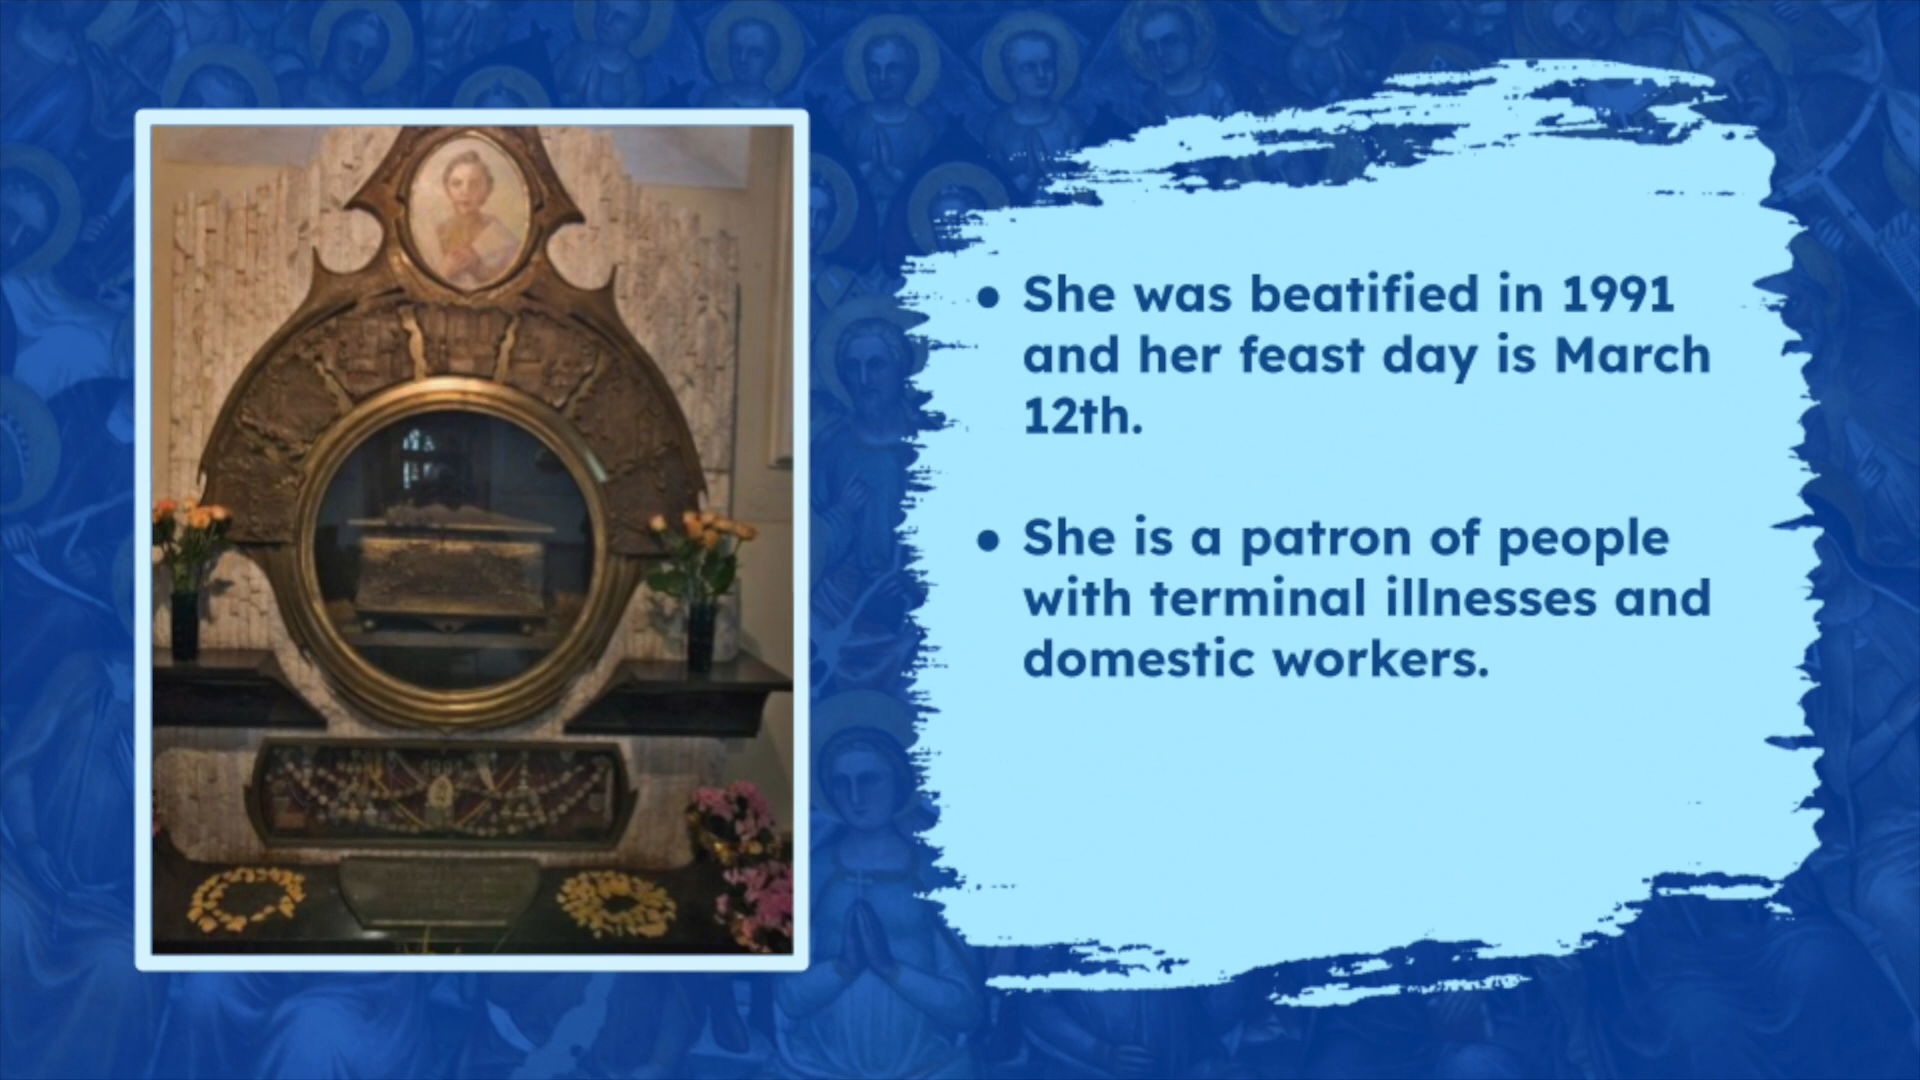 • She was beatified in 1991
and her feast day is March
12th.
• She is a patron of people
with terminal illnesses and
domestic workers.